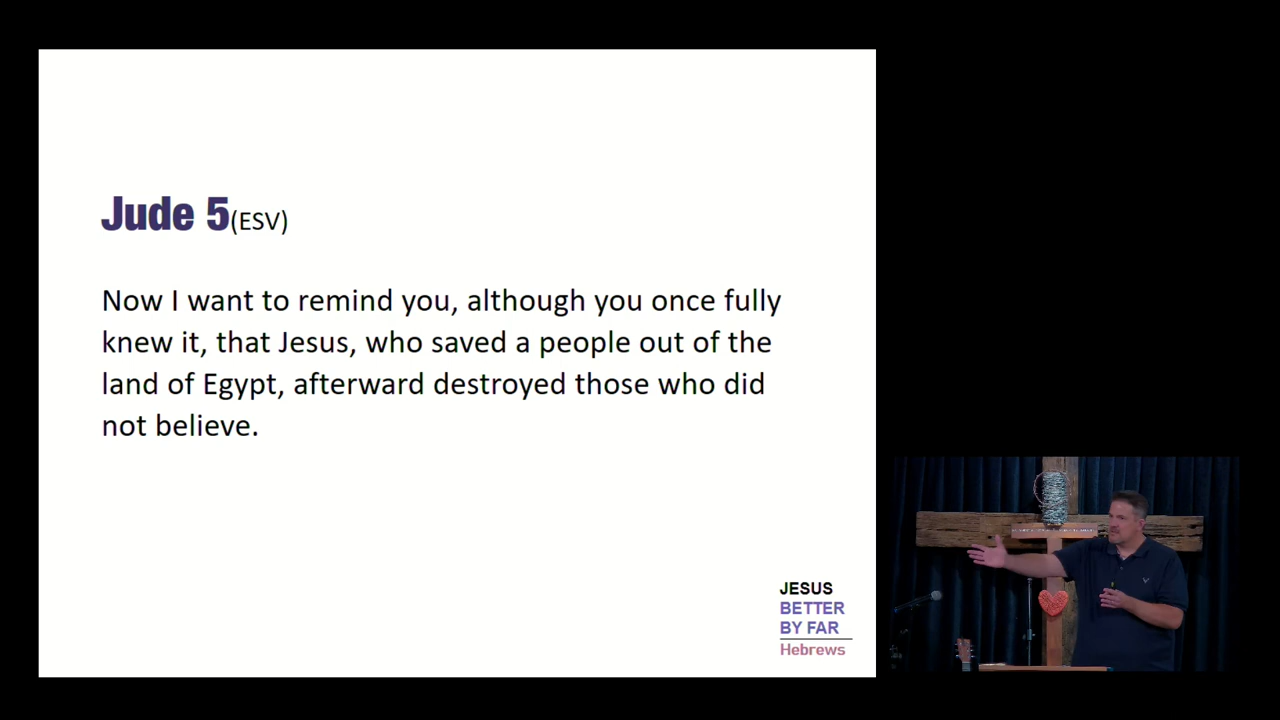 Jude 5(ESV)
Now I want to remind you, although you once fully
knew it, that Jesus, who saved a people out of the
land of Egypt, afterward destroyed those who did
not believe.
JESUS
BETTER
BY FAR
Hebrews